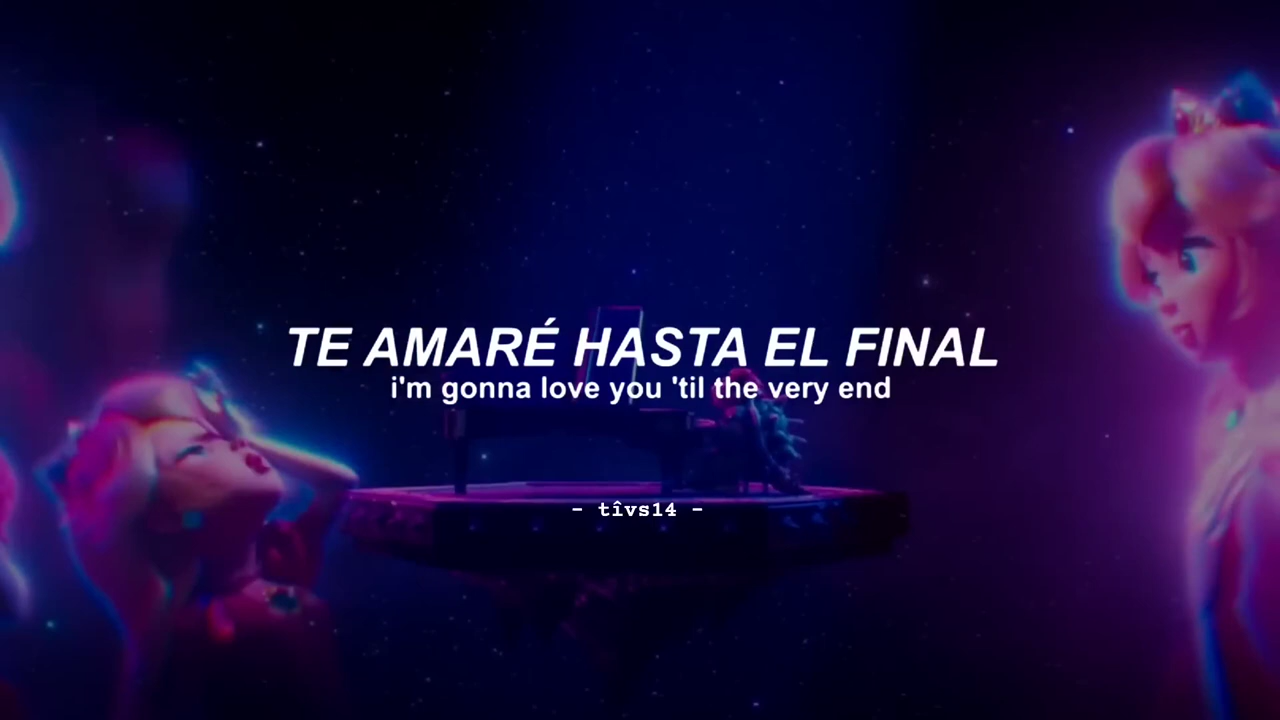 TE AMARÉ HASTA EL FINAL
i'm gonna love you 'til the very end
- tîvs14 -